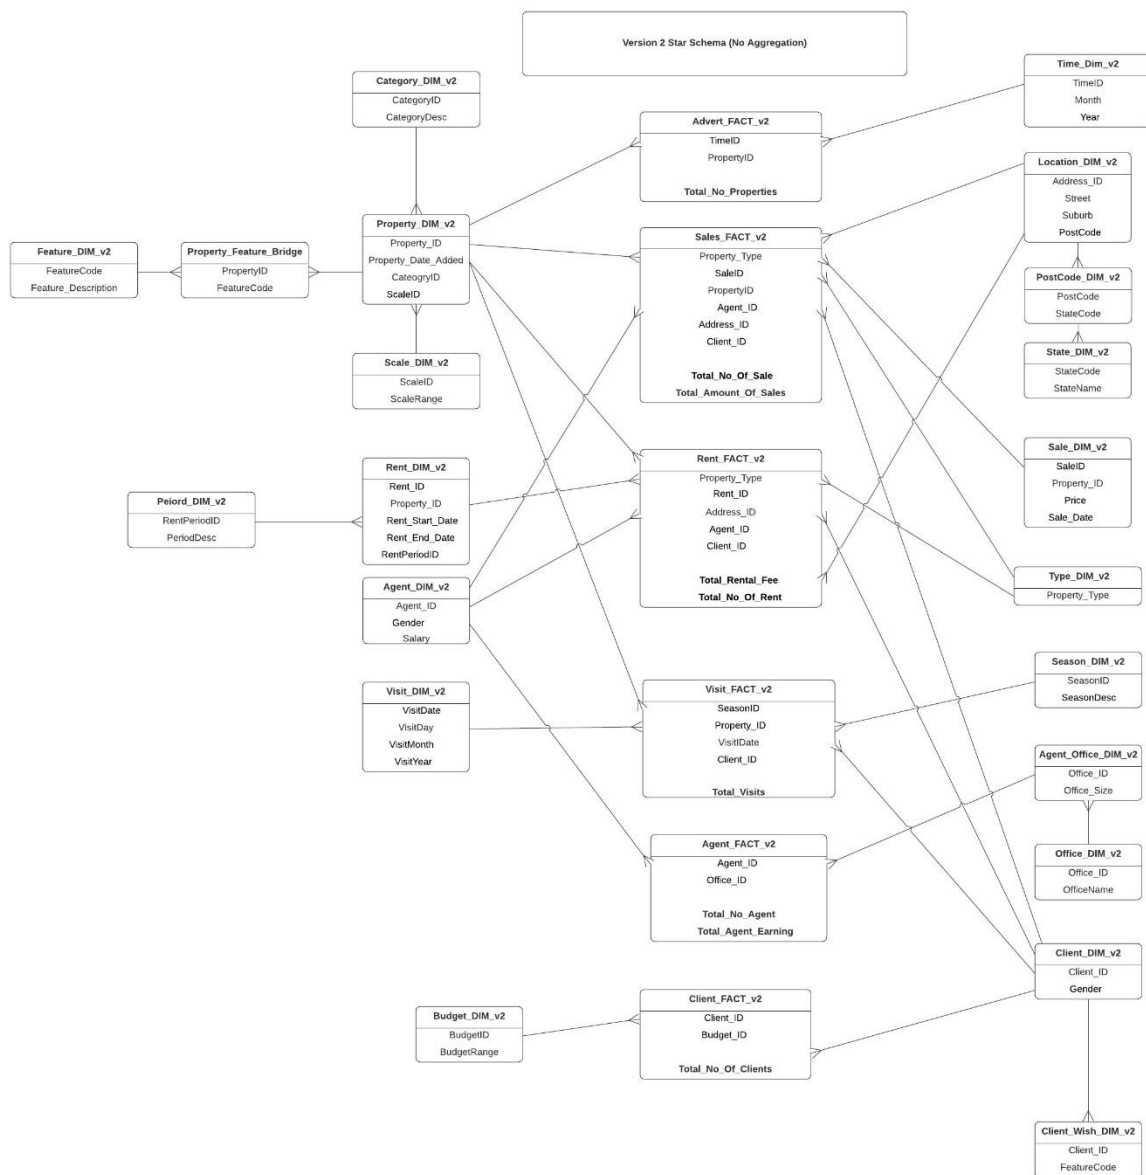 Version 2 Star Schema (No Aggregation)
Category_DIM_v2
CategoryID
CategoryDesc
Advert_FACT_v2
TimeID
PropertyID
Total_No_Properties
Time_Dim_v2
TimeID
Month
Year
Location_DIM_v2
Address_ID
Street
Suburb
PostCode
Feature_DIM_v2
FeatureCode
Feature_Description
Property_Feature_Bridge
PropertyID
FeatureCode
Property_DIM_v2
Property_ID
Property_Date_Added
CateogryID
ScaleID
Sales_FACT_v2
Property_Type
SaleID
PropertyID
Agent_ID
Address_ID
Client_ID
Total_No_Of_Sale
Total_Amount_Of_Sales
PostCode_DIM_v2
PostCode
StateCode
State_DIM_v2
StateCode
StateName
Scale_DIM_v2
ScaleID
ScaleRange
Sale_DIM_v2
SaleID
Property_ID
Price
Sale_Date
Peiord_DIM_v2
RentPeriodID
PeriodDesc
Rent_DIM_v2
Rent_ID
Property_ID
Rent_Start_Date
Rent_End_Date
RentPeriodID
Rent_FACT_v2
Property_Type
Rent_ID
Address_ID
Agent_ID
Client_ID
Total_Rental_Fee
Total_No_Of_Rent
Type_DIM_v2
Property_Type
Agent_DIM_v2
Agent_ID
Gender
Salary
Season_DIM_v2
SeasonID
SeasonDesc
Visit_DIM_v2
VisitDate
VisitDay
VisitMonth
VisitYear
Visit_FACT_v2
SeasonID
Property_ID
VisitIDate
Client_ID
Total_Visits
Agent_Office_DIM_v2
Office_ID
Office_Size
Agent_FACT_v2
Agent_ID
Office_ID
Total_No_Agent
Total_Agent_Earning
Office_DIM_v2
Office_ID
OfficeName
Client_DIM_v2
Client_ID
Gender
Budget_DIM_v2
BudgetID
BudgetRange
Client_FACT_v2
Client_ID
Budget_ID
Total_No_Of_Clients
Client_Wish_DIM_v2
Client_ID
FeatureCode